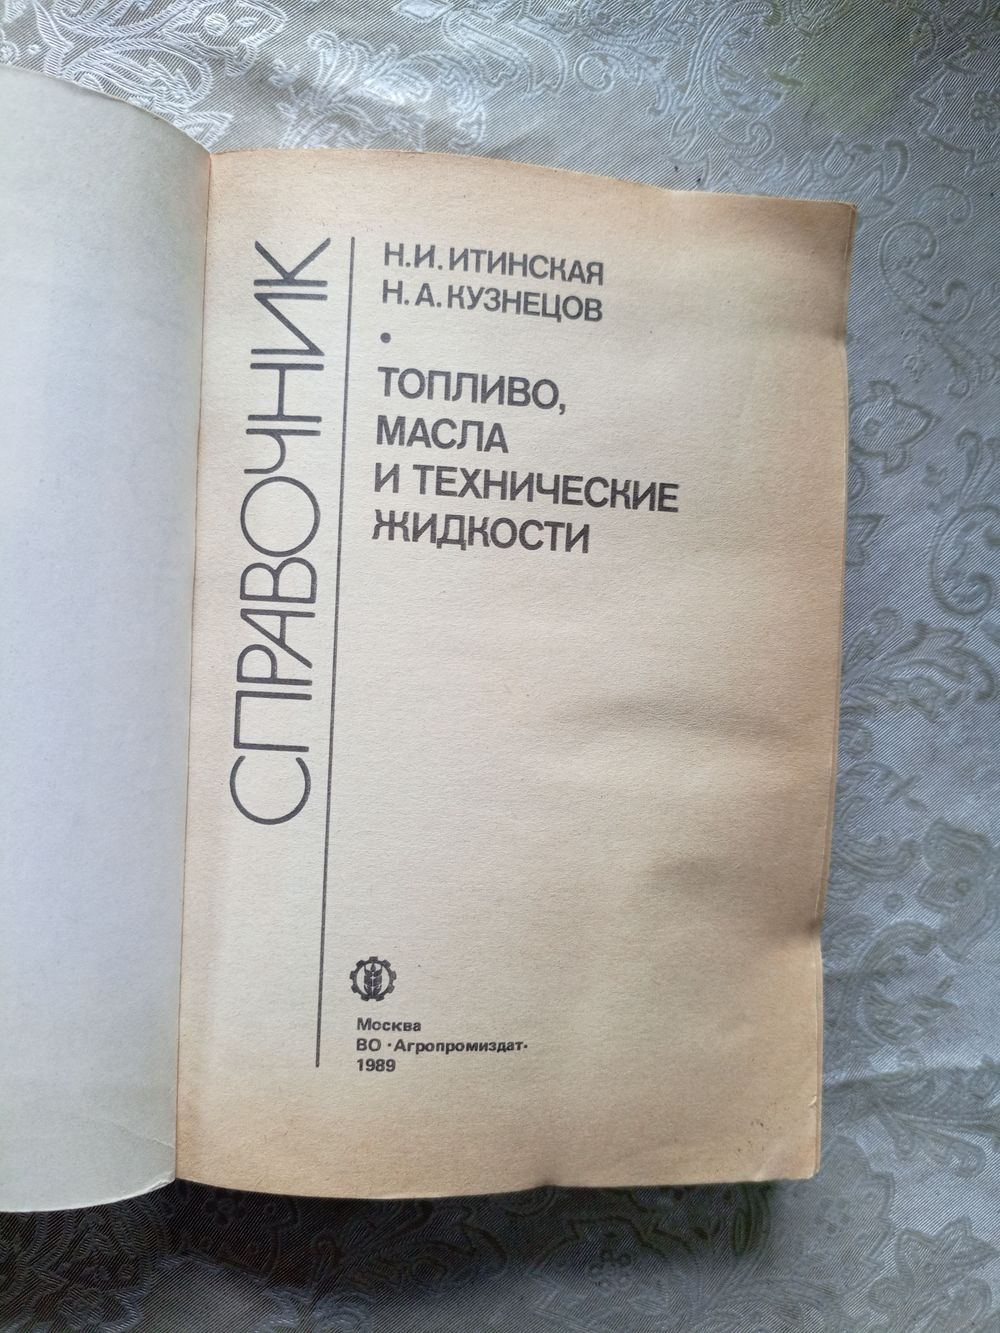 СПРАВОЧНИК
Н.И. ИТИНСКАЯ
Н.А. КУЗНЕЦОВ
•
ТОПЛИВО,
МАСЛА
И ТЕХНИЧЕСКИЕ
ЖИДКОСТИ
Москва
ВО «Агропромиздат»
1989